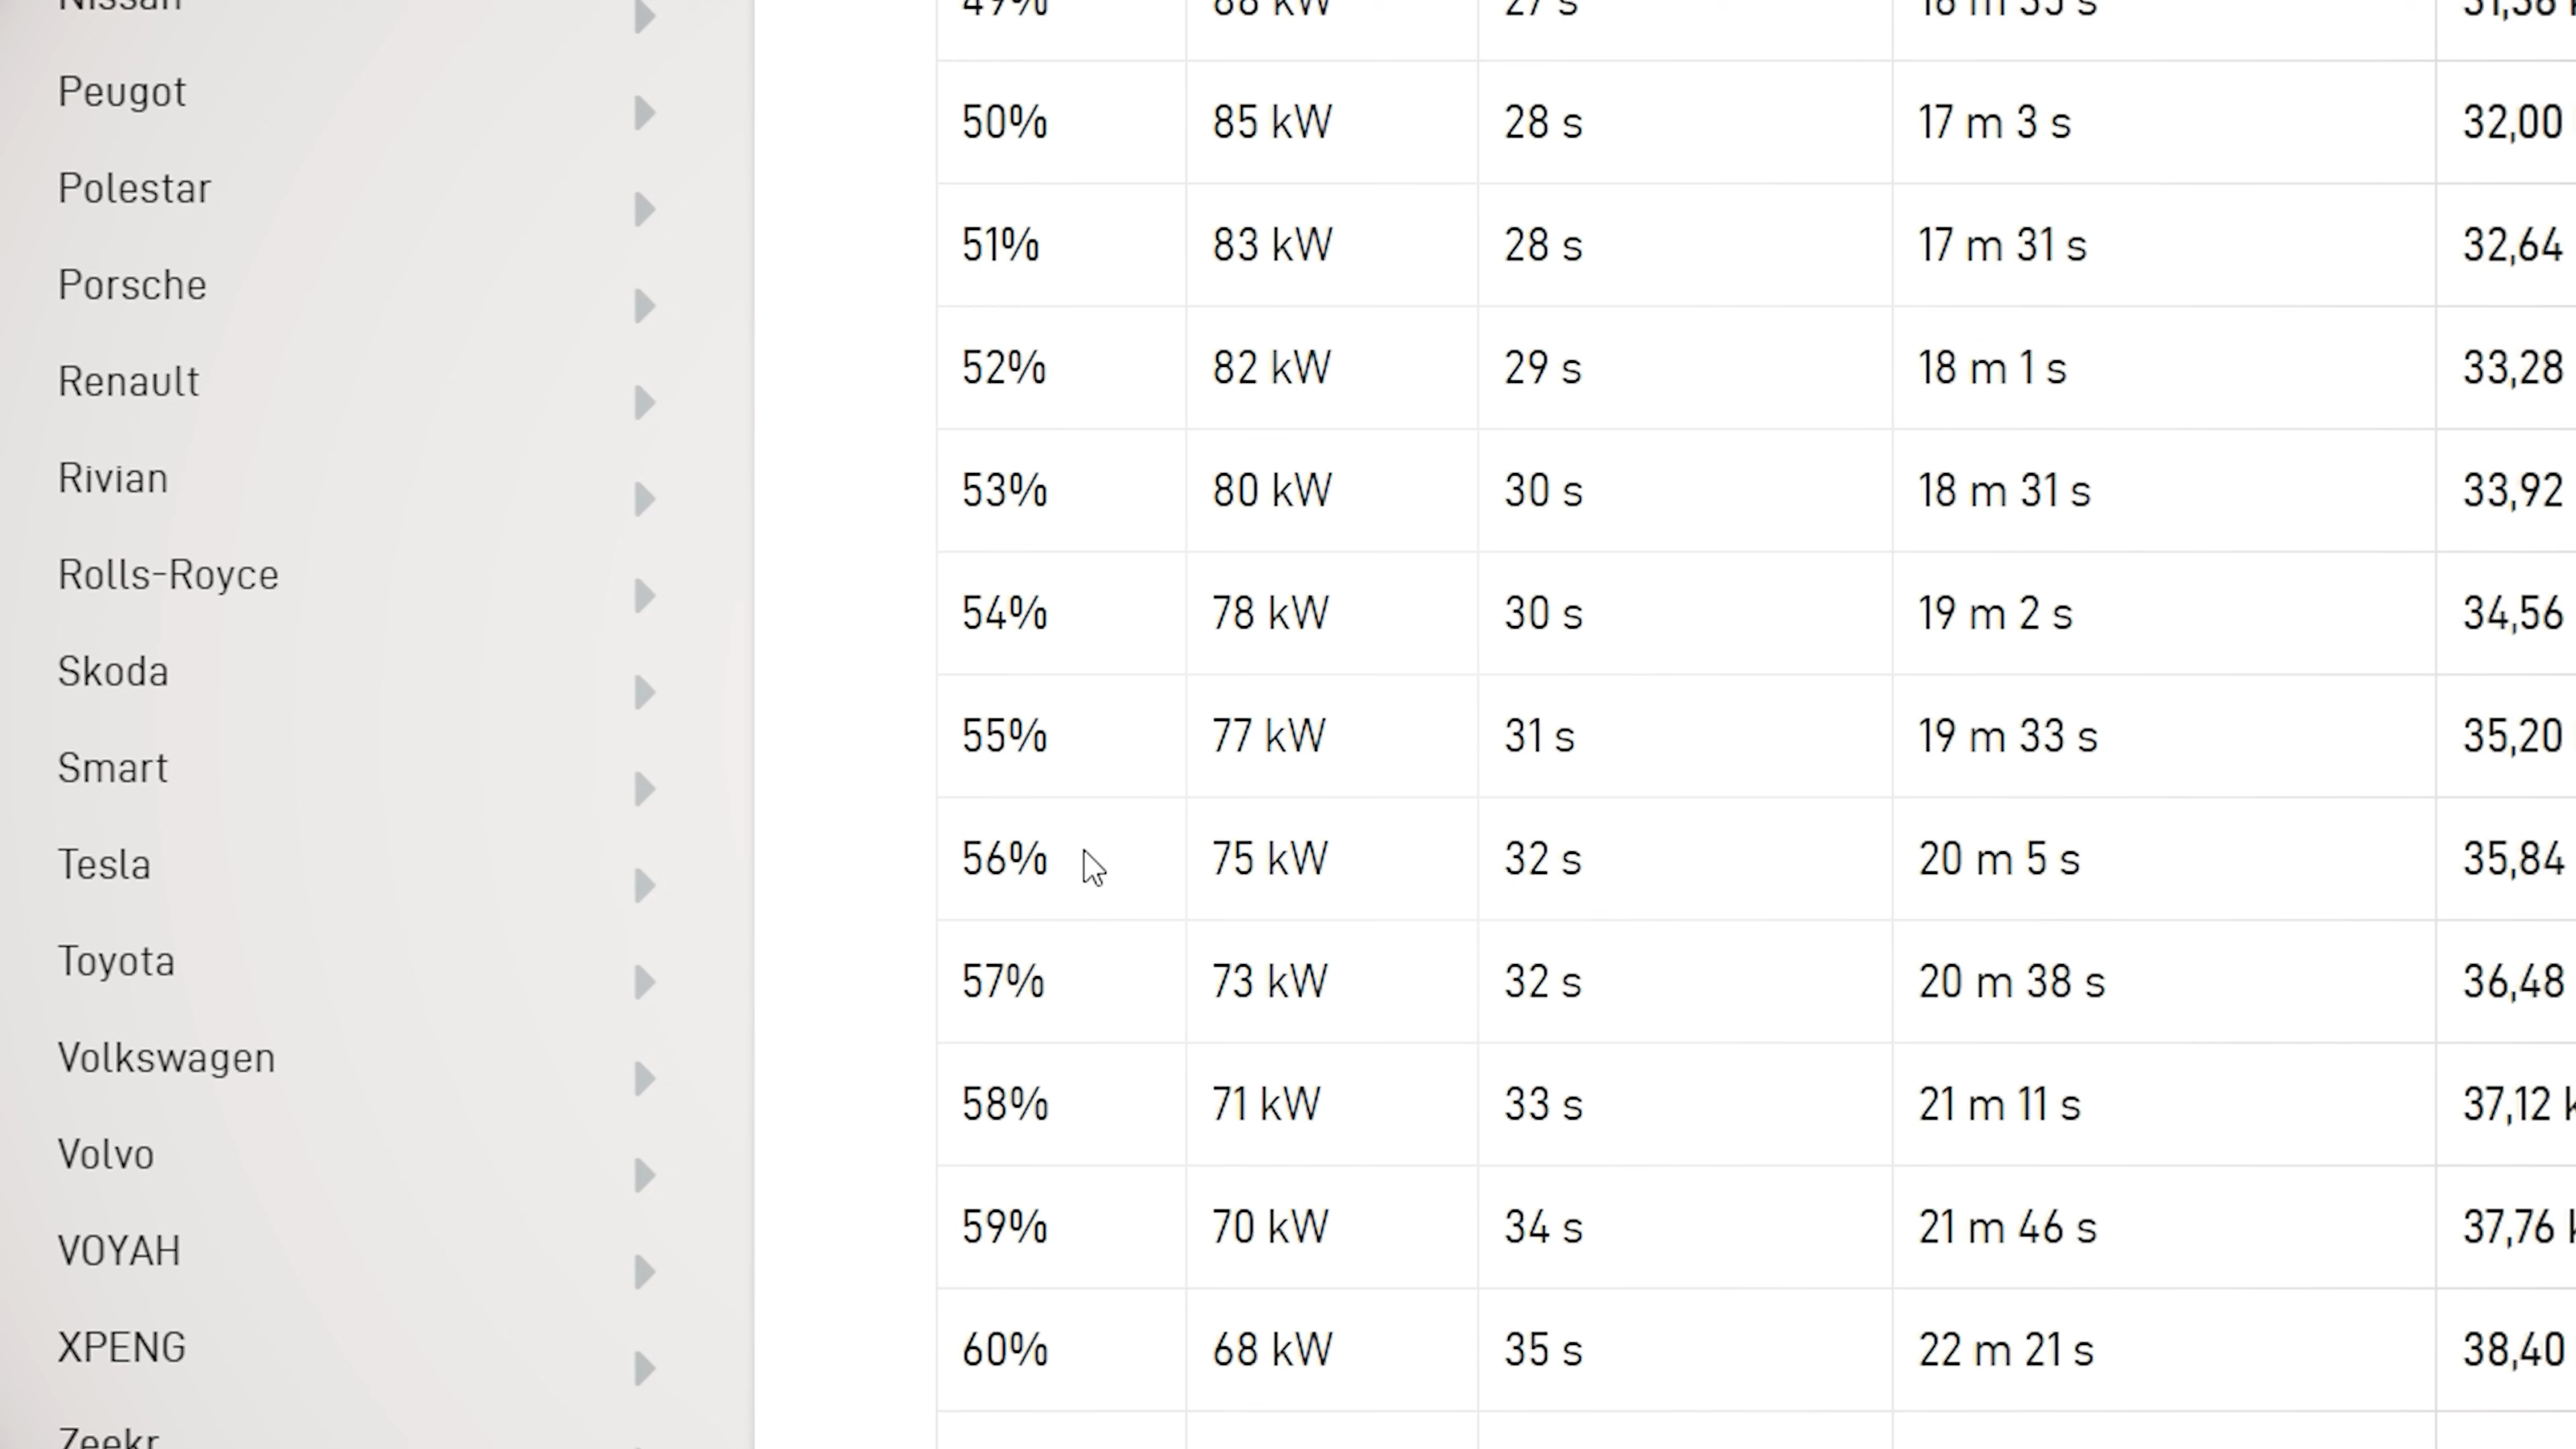 Nissan
Peugot
Polestar
Porsche
Renault
Rivian
Rolls-Royce
Skoda
Smart
Tesla
Toyota
Volkswagen
Volvo
VOYAH
XPENG
Zeekr
49% 88 kW 27 s
50% 85 kW 28 s 17 m 3 s 32,00
51% 83 kW 28 s 17 m 31 s 32,64
52% 82 kW 29 s 18 m 1 s 33,28
53% 80 kW 30 s 18 m 31 s 33,92
54% 78 kW 30 s 19 m 2 s 34,56
55% 77 kW 31 s 19 m 33 s 35,20
56% 75 kW 32 s 20 m 5 s 35,84
57% 73 kW 32 s 20 m 38 s 36,48
58% 71 kW 33 s 21 m 11 s 37,12
59% 70 kW 34 s 21 m 46 s 37,76
60% 68 kW 35 s 22 m 21 s 38,40